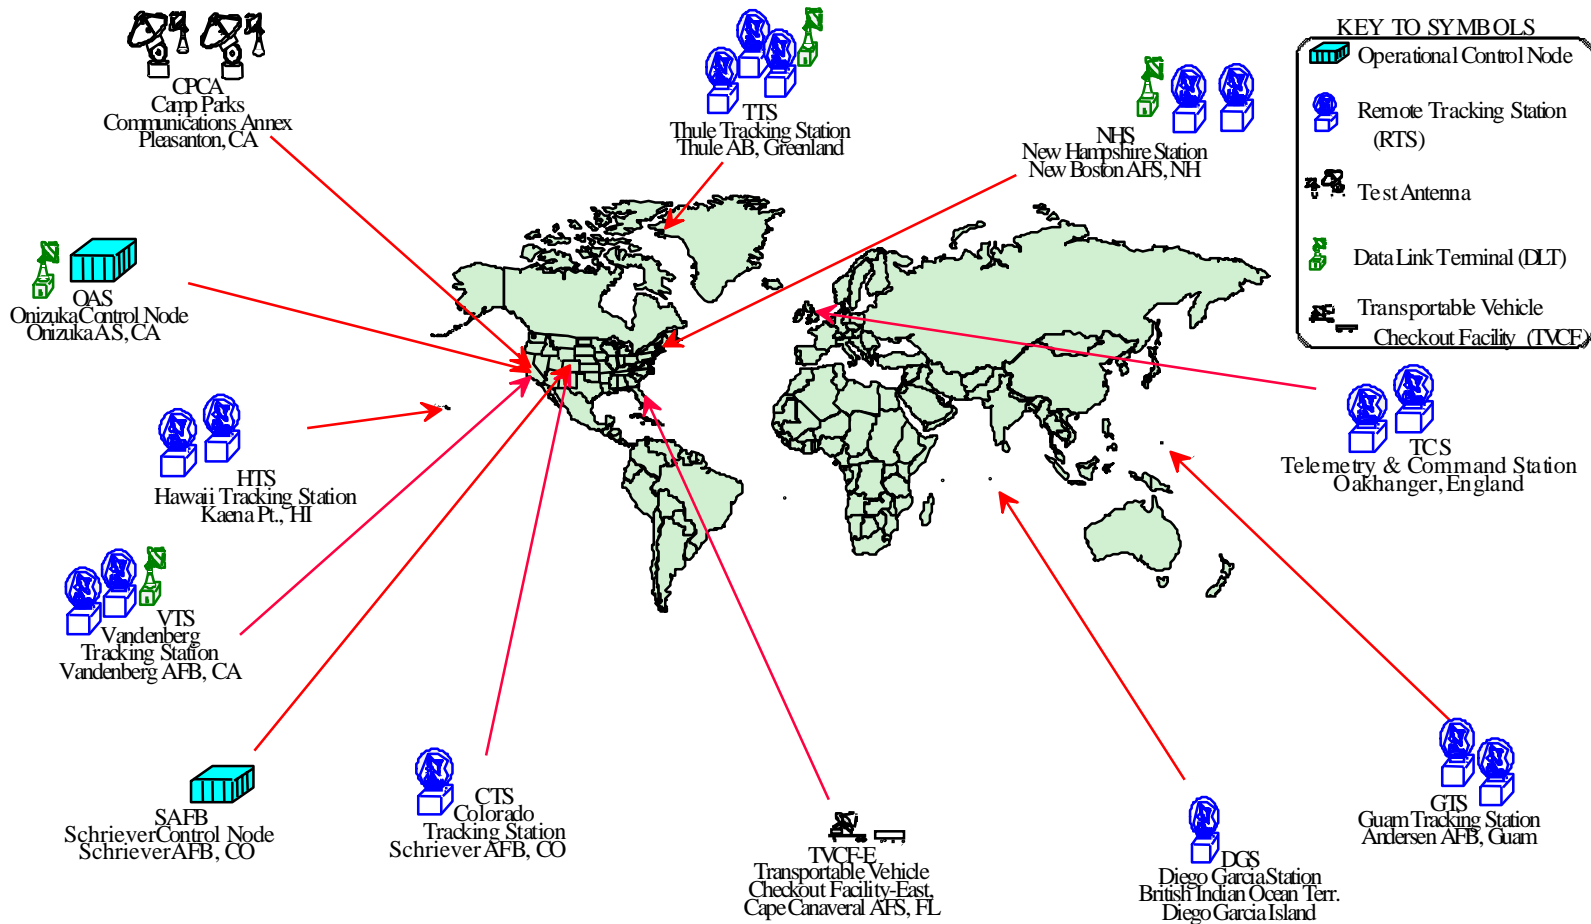 CPCA
Camp Parks
Communications Annex
Pleasanton, CA
TTS
Thule Tracking Station
Thule AB, Greenland
NHS
New Hampshire Station
New Boston AFS, NH
KEY TO SYMBOLS
Operational Control Node
Remote Tracking Station
(RTS)
Test Antenna
Data Link Terminal (DLT)
Transportable Vehicle
Checkout Facility (TVCF)
OAS
Onizuka Control Node
Onizuka AS, CA
HTS
Hawaii Tracking Station
Kaena Pt., HI
TCS
Telemetry & Command Station
Oakhanger, England
VTS
Vandenberg
Tracking Station
Vandenberg AFB, CA
SAFB
Schriever Control Node
Schriever AFB, CO
CTS
Colorado
Tracking Station
Schriever AFB, CO
TVCF-E
Transportable Vehicle
Checkout Facility-East,
Cape Canaveral AFS, FL
DGS
Diego Garcia Station
British Indian Ocean Terr.
Diego Garcia Island
GTS
Guam Tracking Station
Andersen AFB, Guam